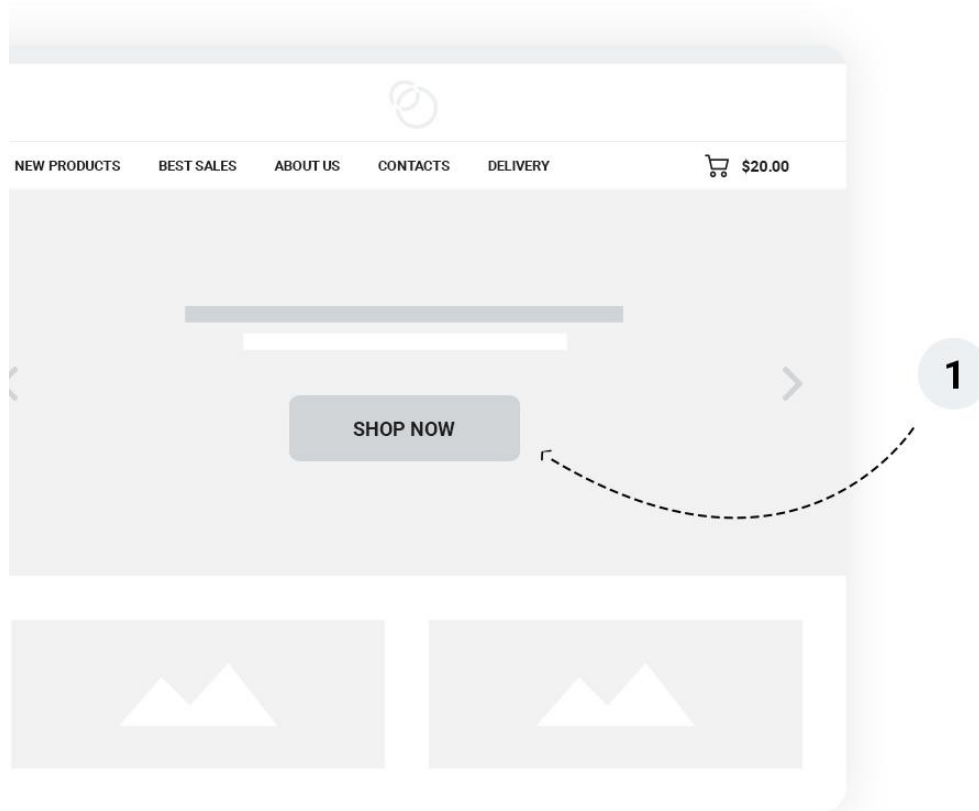 NEW PRODUCTS BEST SALES ABOUT US CONTACTS DELIVERY $20.00
SHOP NOW
1